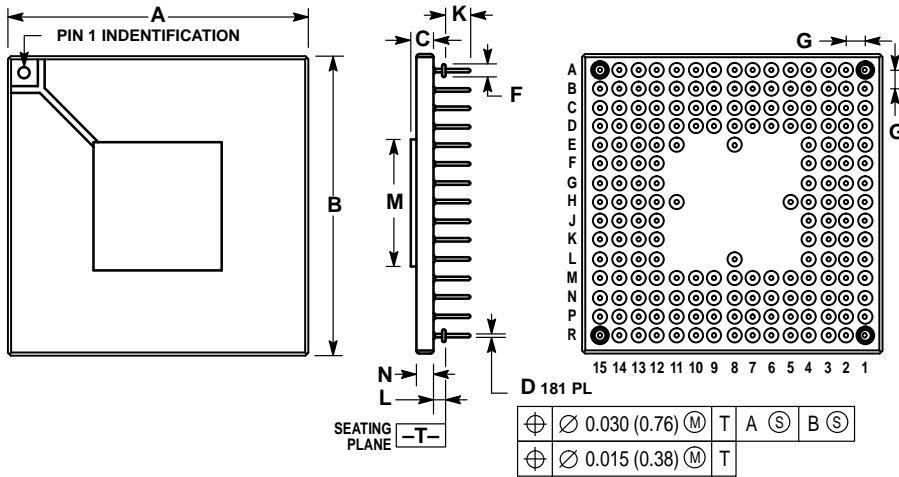 A
PIN 1 INDENTIFICATION
B
K
C
F
M
N
L
SEATING
PLANE
–T–
D 181 PL
G
G
A
B
C
D
E
F
G
H
J
K
L
M
N
P
R
15 14 13 12 11 10 9 8 7 6 5 4 3 2 1
⌖ ∅ 0.030 (0.76) Ⓜ T A Ⓢ B Ⓢ
⌖ ∅ 0.015 (0.38) Ⓜ T